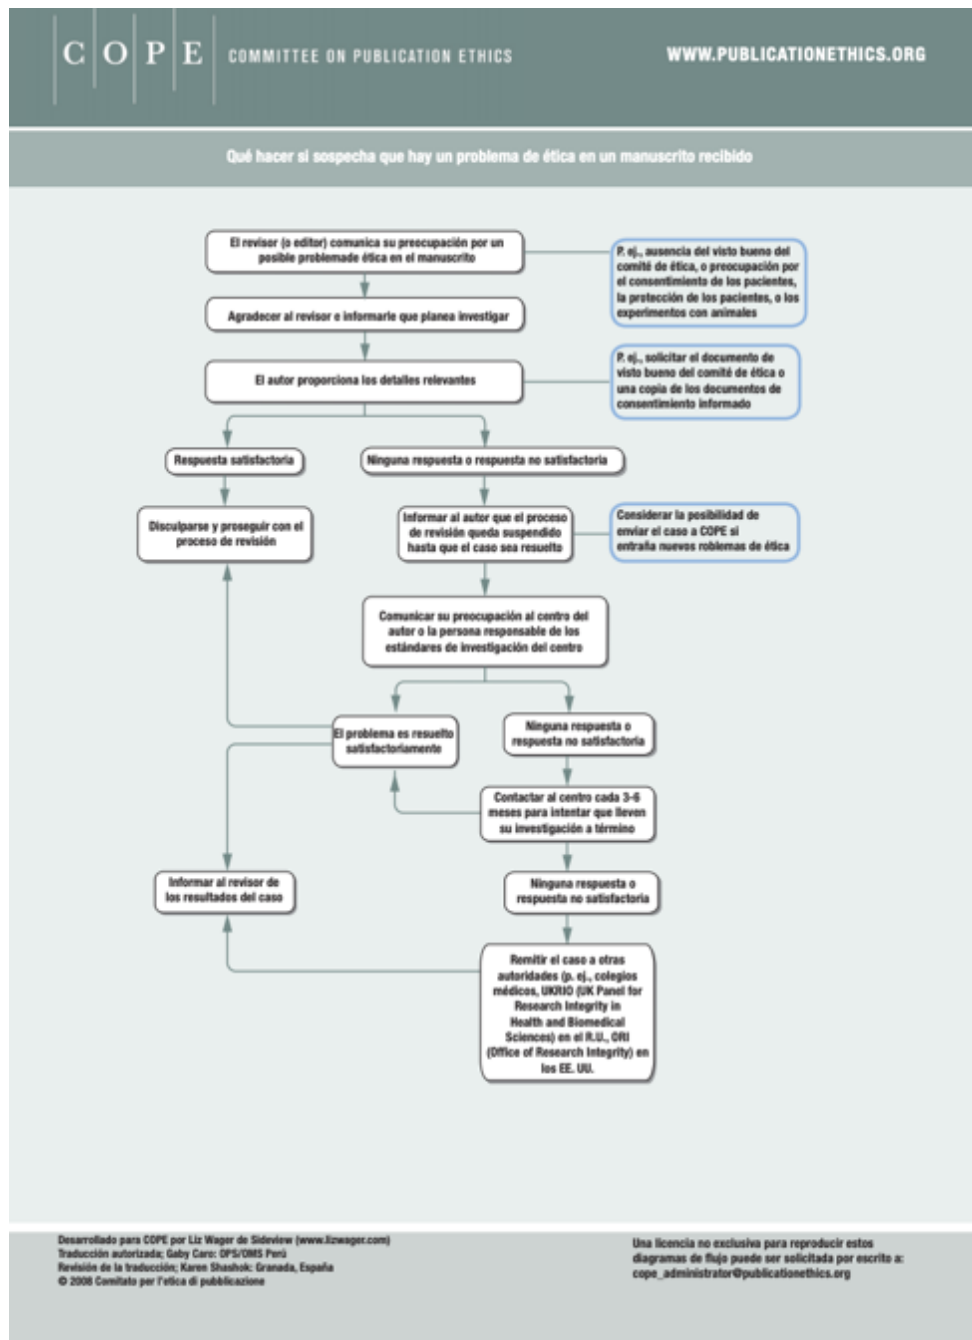 COPE COMMITTEE ON PUBLICATION ETHICS
WWW.PUBLICATIONETHICS.ORG
Qué hacer si sospecha que hay un problema de ética en un manuscrito recibido
El revisor (o editor) comunica su preocupación por un
posible problemade ética en el manuscrito
P. ej., ausencia del visto bueno del
comité de ética, o preocupación por
el consentimiento de los pacientes,
la protección de los pacientes, o los
experimentos con animales
Agradecer al revisor e informarle que planea investigar
El autor proporciona los detalles relevantes
P. ej., solicitar el documento de
visto bueno del comité de ética o
una copia de los documentos de
consentimiento informado
Respuesta satisfactoria
Ninguna respuesta o respuesta no satisfactoria
Disculparse y proseguir con el
proceso de revisión
Informar al autor que el proceso
de revisión queda suspendido
hasta que el caso sea resuelto
Considerar la posibilidad de
enviar el caso a COPE si
entraña nuevos roblemas de ética
Comunicar su preocupación al centro del
autor o la persona responsable de los
estándares de investigación del centro
El problema es resuelto
satisfactoriamente
Ninguna respuesta o
respuesta no satisfactoria
Contactar al centro cada 3-6
meses para intentar que lleven
su investigación a término
Informar al revisor de
los resultados del caso
Ninguna respuesta o
respuesta no satisfactoria
Remitir el caso a otras
autoridades (p. ej., colegios
médicos, UKRIO (UK Panel for
Research Integrity in
Health and Biomedical
Sciences) en el R.U., ORI
(Office of Research Integrity) en
los EE. UU.
Desarrollado para COPE por Liz Wager de Sideview (www.lizwager.com)
Traducción autorizada; Gaby Caro: OPS/OMS Perú
Revisión de la traducción; Karen Shashok: Granada, España
© 2008 Comitato per l'etica di pubblicazione
Una licencia no exclusiva para reproducir estos
diagramas de flujo puede ser solicitada por escrito a:
cope_administrator@publicationethics.org